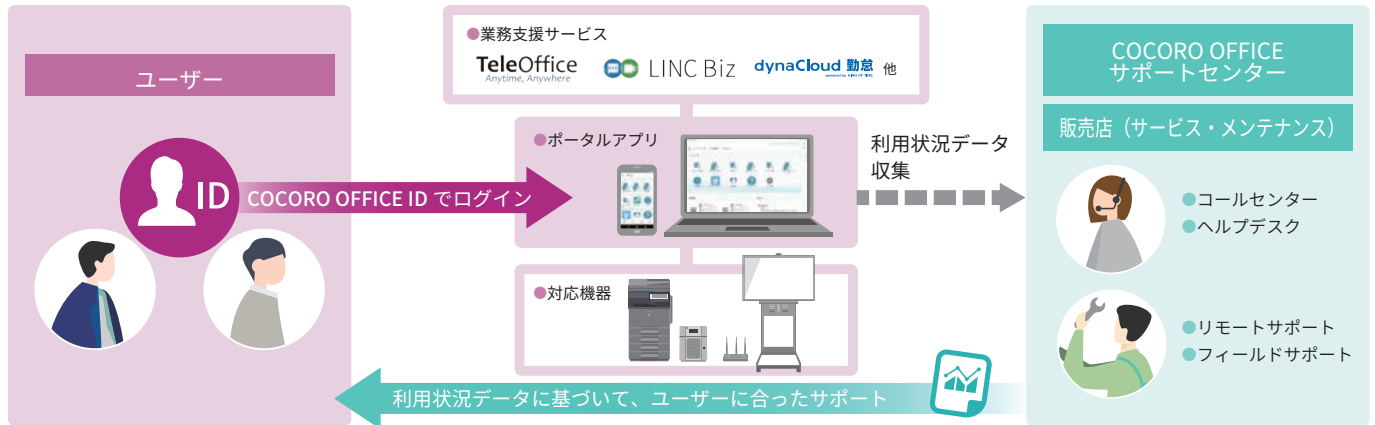 ユーザー
ID
COCORO OFFICE ID でログイン
●業務支援サービス
TeleOffice
Anytime, Anywhere
LINC Biz
dynaCloud 勤怠 他
powered by KING OF TIME
●ポータルアプリ
●対応機器
利用状況データ
収集
COCORO OFFICE
サポートセンター
販売店（サービス・メンテナンス）
●コールセンター
●ヘルプデスク
●リモートサポート
●フィールドサポート
利用状況データに基づいて、ユーザーに合ったサポート